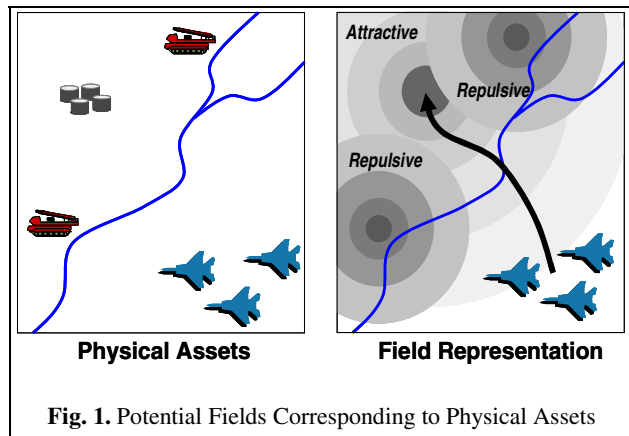 Attractive
Repulsive
Repulsive
Physical Assets
Field Representation
Fig. 1. Potential Fields Corresponding to Physical Assets